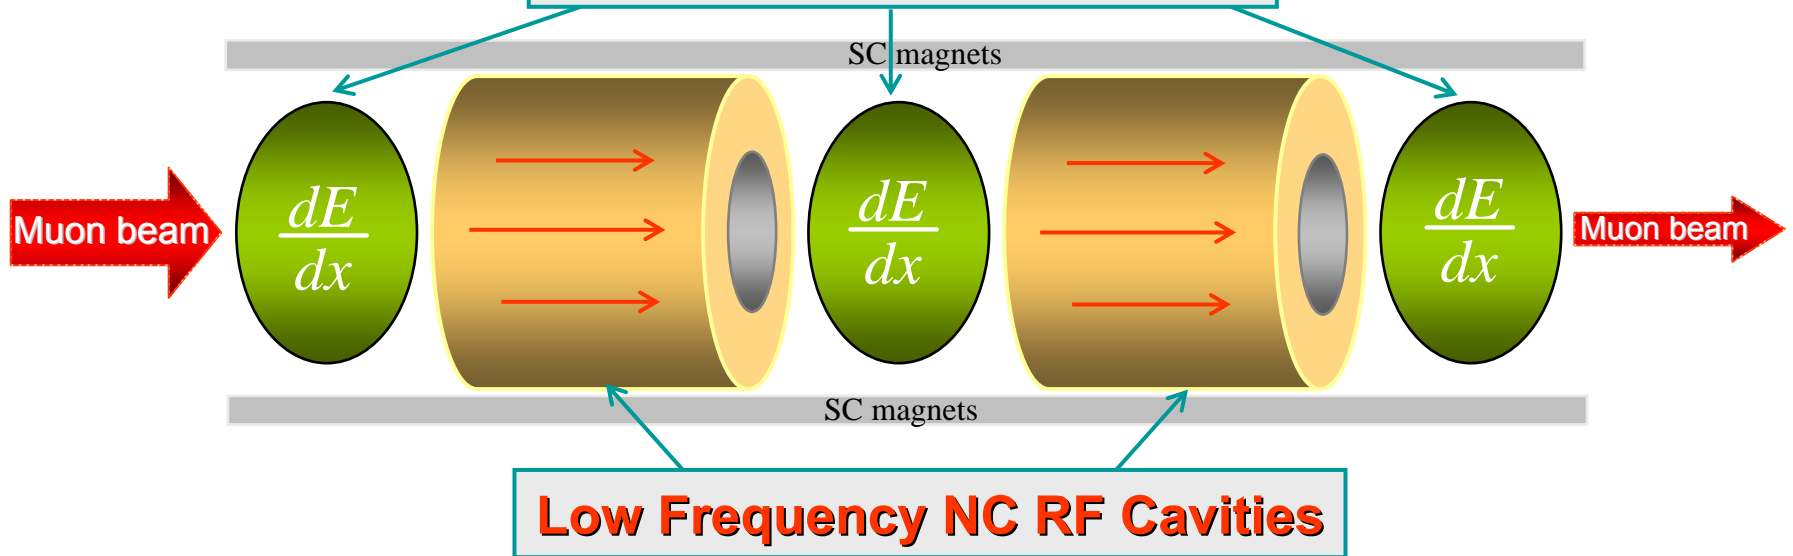 SC magnets
Muon beam
dE
dx
dE
dx
dE
dx
Muon beam
SC magnets
Low Frequency NC RF Cavities